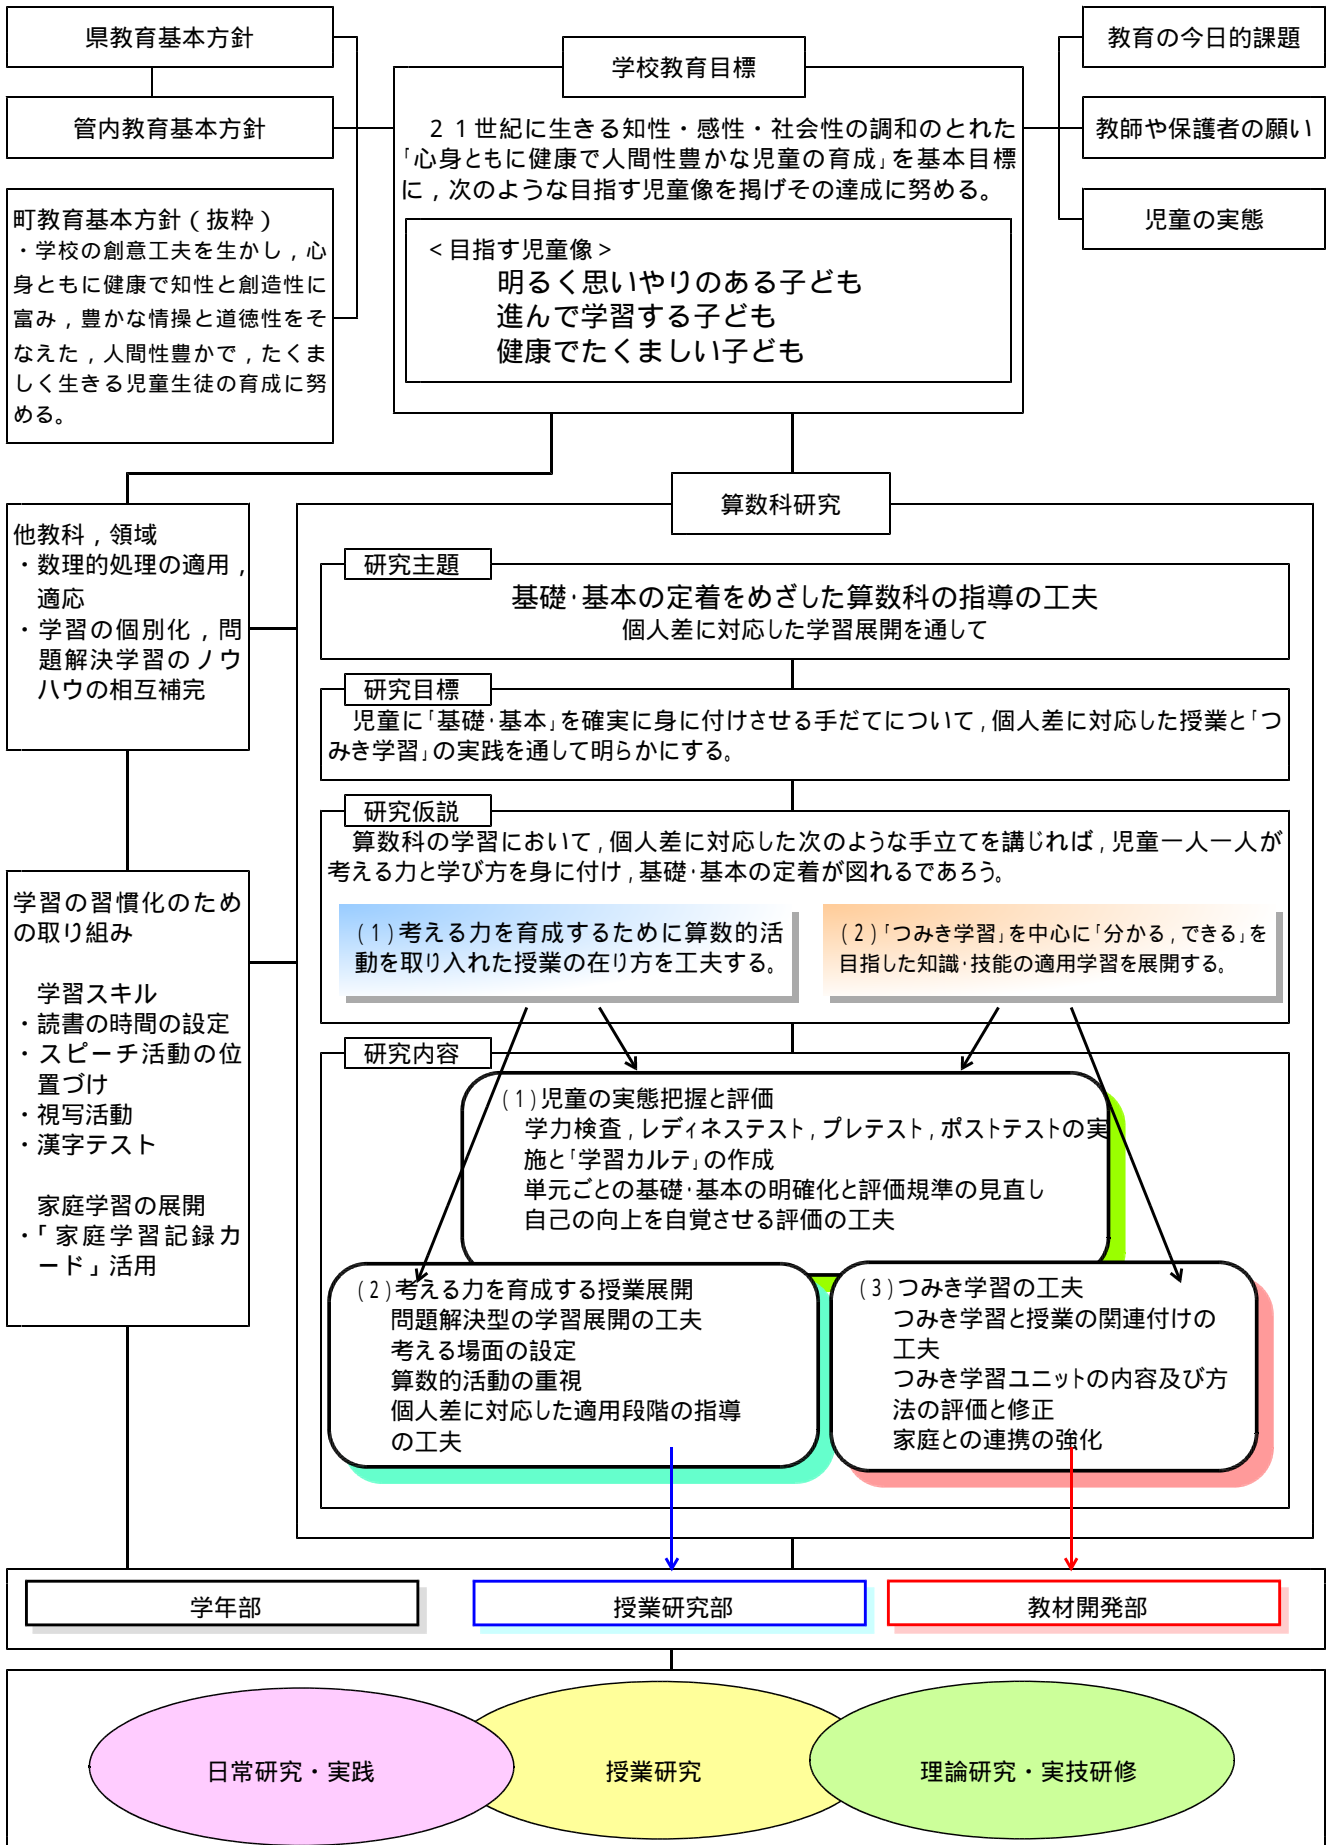 県教育基本方針
管内教育基本方針
町教育基本方針（抜粋）
・学校の創意工夫を生かし，心
身ともに健康で知性と創造性に
富み，豊かな情操と道徳性をそ
なえた，人間性豊かで，たくま
しく生きる児童生徒の育成に努
める。
学校教育目標
２１世紀に生きる知性・感性・社会性の調和のとれた
「心身ともに健康で人間性豊かな児童の育成」を基本目標
に，次のような目指す児童像を掲げその達成に努める。
＜目指す児童像＞
明るく思いやりのある子ども
進んで学習する子ども
健康でたくましい子ども
教育の今日的課題
教師や保護者の願い
児童の実態
他教科，領域
・数理的処理の適用，
適応
・学習の個別化，問
題解決学習のノウ
ハウの相互補完
学習の習慣化のため
の取り組み
学習スキル
・読書の時間の設定
・スピーチ活動の位
置づけ
・視写活動
・漢字テスト
家庭学習の展開
・「家庭学習記録カ
ード」活用
算数科研究
研究主題
基礎・基本の定着をめざした算数科の指導の工夫
個人差に対応した学習展開を通して
研究目標
児童に「基礎・基本」を確実に身に付けさせる手だてについて，個人差に対応した授業と「つ
みき学習」の実践を通して明らかにする。
研究仮説
算数科の学習において，個人差に対応した次のような手立てを講じれば，児童一人一人が
考える力と学び方を身に付け，基礎・基本の定着が図れるであろう。
（１）考える力を育成するために算数的活
動を取り入れた授業の在り方を工夫する。
（２）「つみき学習」を中心に「分かる，できる」を
目指した知識・技能の適用学習を展開する。
研究内容
（１）児童の実態把握と評価
学力検査，レディネステスト，プレテスト，ポストテストの実
施と「学習カルテ」の作成
単元ごとの基礎・基本の明確化と評価規準の見直し
自己の向上を自覚させる評価の工夫
（２）考える力を育成する授業展開
問題解決型の学習展開の工夫
考える場面の設定
算数的活動の重視
個人差に対応した適用段階の指導
の工夫
（３）つみき学習の工夫
つみき学習と授業の関連付けの
工夫
つみき学習ユニットの内容及び方
法の評価と修正
家庭との連携の強化
学年部
授業研究部
教材開発部
日常研究・実践
授業研究
理論研究・実技研修